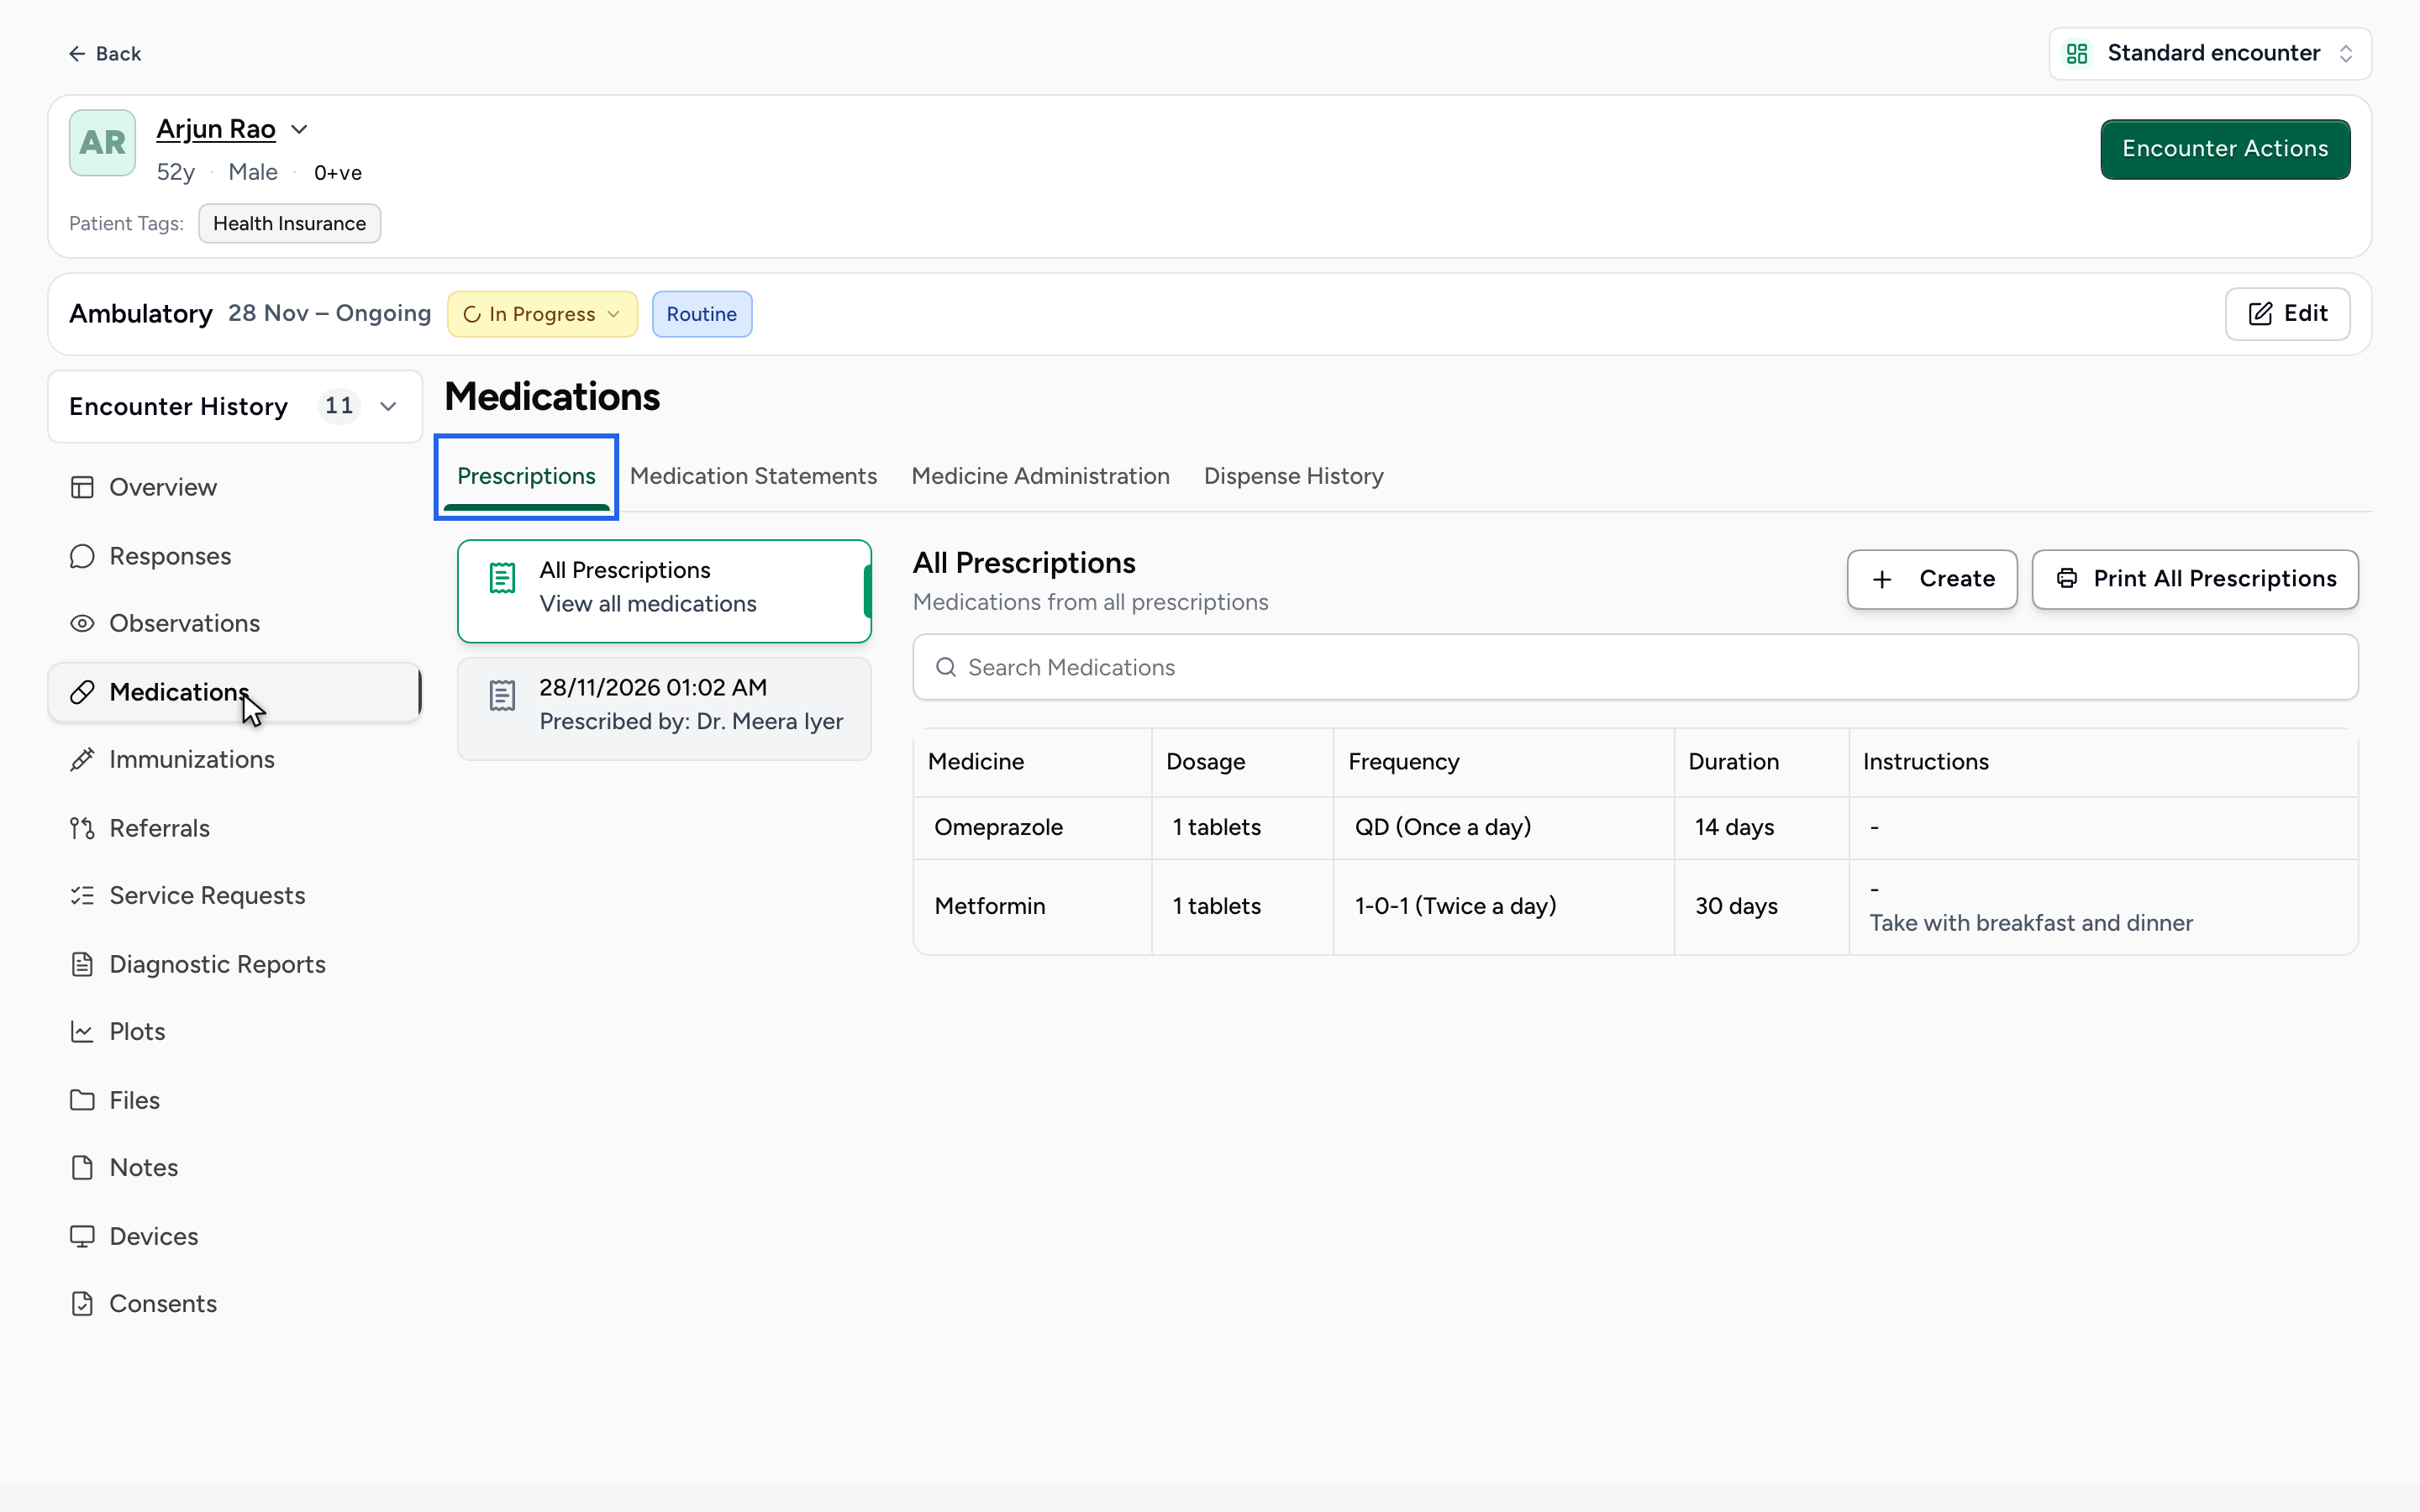 Back
Standard encounter
AR
Arjun Rao
52y · Male · 0+ve
Encounter Actions
Patient Tags: Health Insurance
Ambulatory 28 Nov – Ongoing In Progress Routine
Edit
Encounter History 11
Overview
Responses
Observations
Medications
Immunizations
Referrals
Service Requests
Diagnostic Reports
Plots
Files
Notes
Devices
Consents
Medications
Prescriptions Medication Statements Medicine Administration Dispense History
All Prescriptions
View all medications
28/11/2026 01:02 AM
Prescribed by: Dr. Meera Iyer
All Prescriptions
Medications from all prescriptions
Create
Print All Prescriptions
Search Medications
Medicine Dosage Frequency Duration Instructions
Omeprazole 1 tablets QD (Once a day) 14 days -
Metformin 1 tablets 1-0-1 (Twice a day) 30 days -
Take with breakfast and dinner